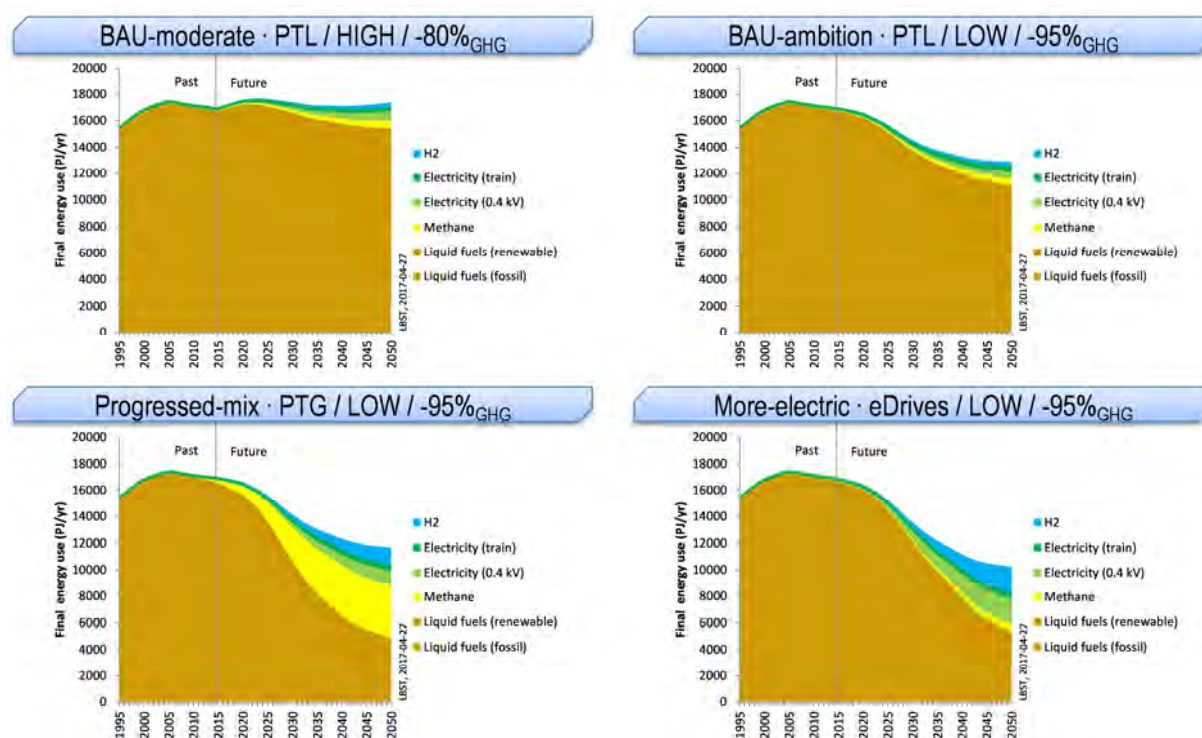 BAU-moderate · PTL / HIGH / -80%GHG
20000
18000
16000
14000
12000
10000
8000
6000
4000
2000
0
Final energy use (PJ/yr)
Past
Future
1995
2000
2005
2010
2015
2020
2025
2030
2035
2040
2045
2050
LBST, 2017-04-27
H2
Electricity (train)
Electricity (0.4 kV)
Methane
Liquid fuels (renewable)
Liquid fuels (fossil)
BAU-ambition · PTL / LOW / -95%GHG
20000
18000
16000
14000
12000
10000
8000
6000
4000
2000
0
Final energy use (PJ/yr)
Past
Future
1995
2000
2005
2010
2015
2020
2025
2030
2035
2040
2045
2050
LBST, 2017-04-27
H2
Electricity (train)
Electricity (0.4 kV)
Methane
Liquid fuels (renewable)
Liquid fuels (fossil)
Progressed-mix · PTG / LOW / -95%GHG
20000
18000
16000
14000
12000
10000
8000
6000
4000
2000
0
Final energy use (PJ/yr)
Past
Future
1995
2000
2005
2010
2015
2020
2025
2030
2035
2040
2045
2050
LBST, 2017-04-27
H2
Electricity (train)
Electricity (0.4 kV)
Methane
Liquid fuels (renewable)
Liquid fuels (fossil)
More-electric · eDrives / LOW / -95%GHG
20000
18000
16000
14000
12000
10000
8000
6000
4000
2000
0
Final energy use (PJ/yr)
Past
Future
1995
2000
2005
2010
2015
2020
2025
2030
2035
2040
2045
2050
LBST, 2017-04-27
H2
Electricity (train)
Electricity (0.4 kV)
Methane
Liquid fuels (renewable)
Liquid fuels (fossil)